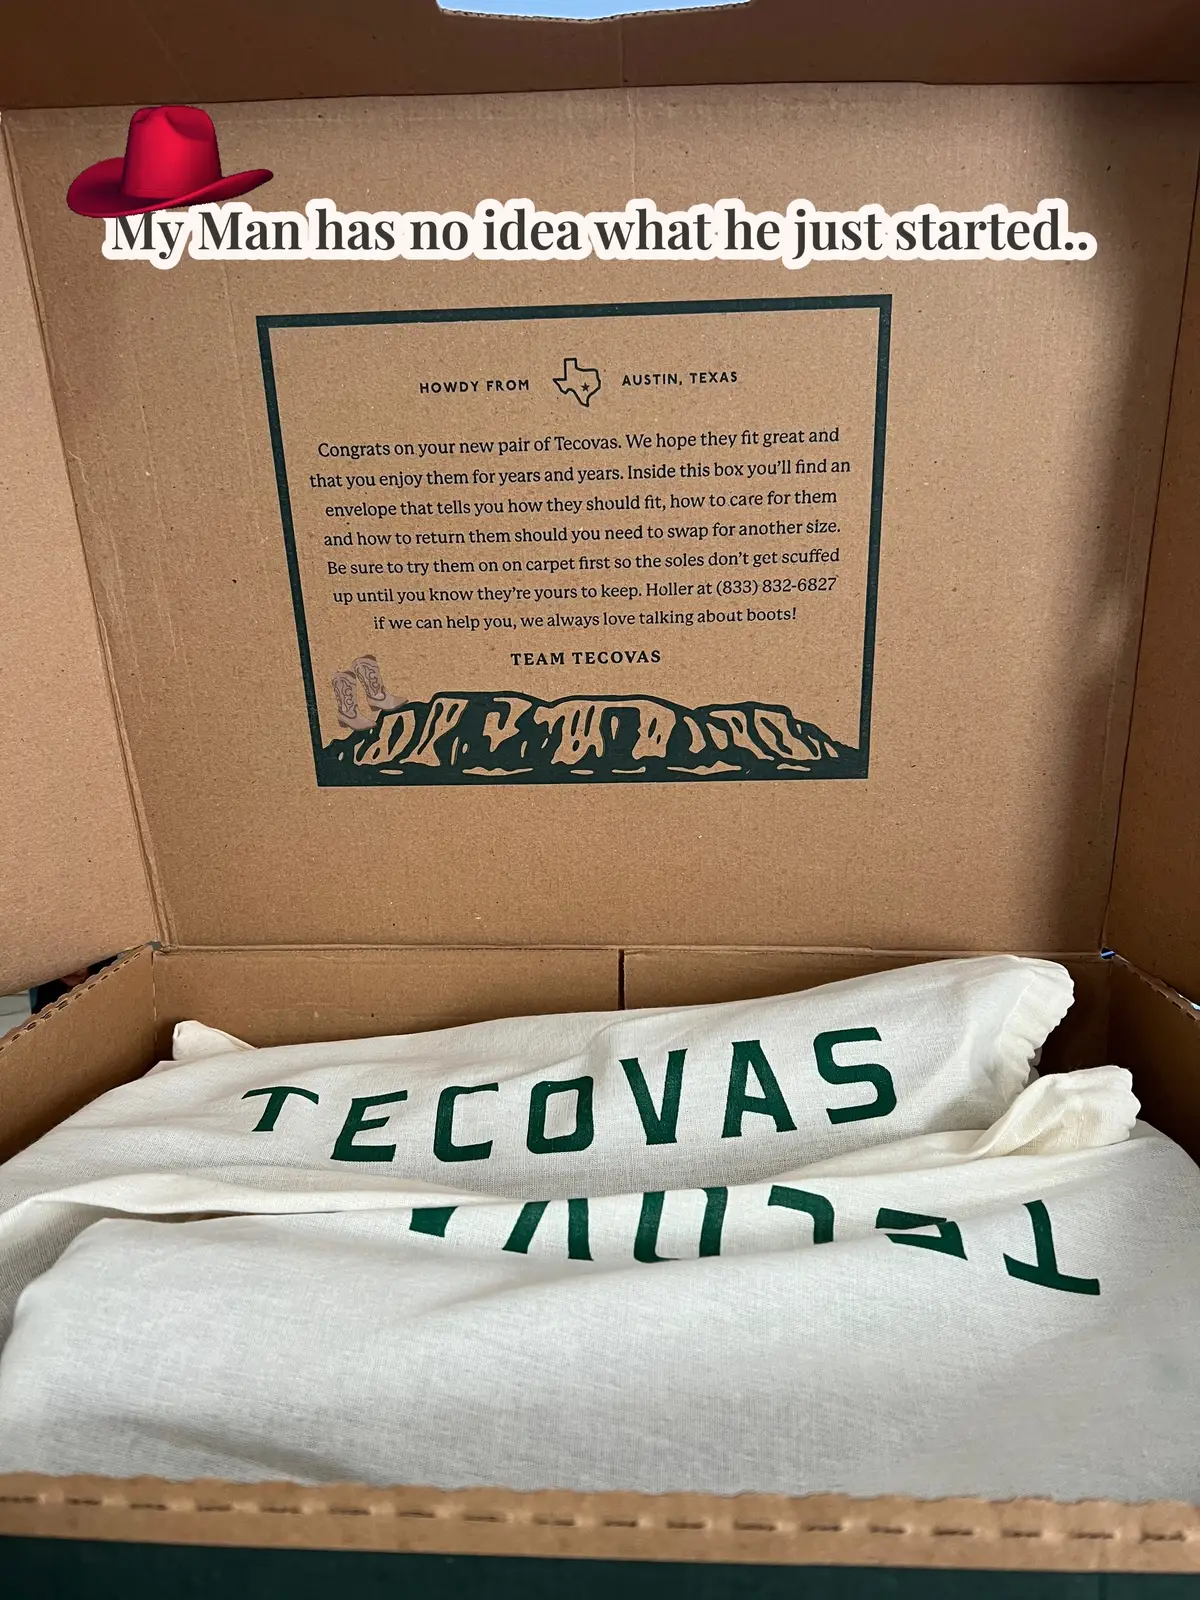 My Man has no idea what he just started..
HOWDY FROM AUSTIN, TEXAS
Congrats on your new pair of Tecovas. We hope they fit great and
that you enjoy them for years and years. Inside this box you'll find an
envelope that tells you how they should fit, how to care for them
and how to return them should you need to swap for another size.
Be sure to try them on on carpet first so the soles don't get scuffed
up until you know they're yours to keep. Holler at (833) 832-6827
if we can help you, we always love talking about boots!
TEAM TECOVAS
TECOVAS
TECOVA